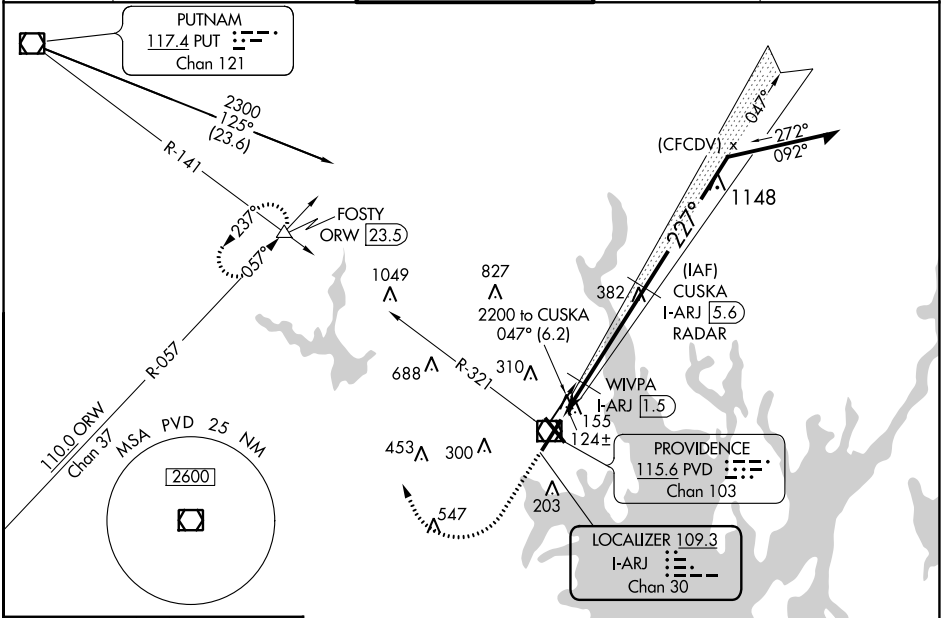 PUTNAM
117.4 PUT
Chan 121
2300
125°
(23.6)
R-141
237°
057°
FOSTY
ORW 23.5
R-057
110.0 ORW
Chan 37
MSA PVD 25 NM
2600
1049
827
688
310
453
300
547
203
R-321
2200 to CUSKA
047° (6.2)
382
(IAF)
CUSKA
I-ARJ 5.6
RADAR
WIVPA
I-ARJ 1.5
155
124±
047°
(CFCDV) x
272°
092°
1148
227°
PROVIDENCE
115.6 PVD
Chan 103
LOCALIZER 109.3
I-ARJ
Chan 30